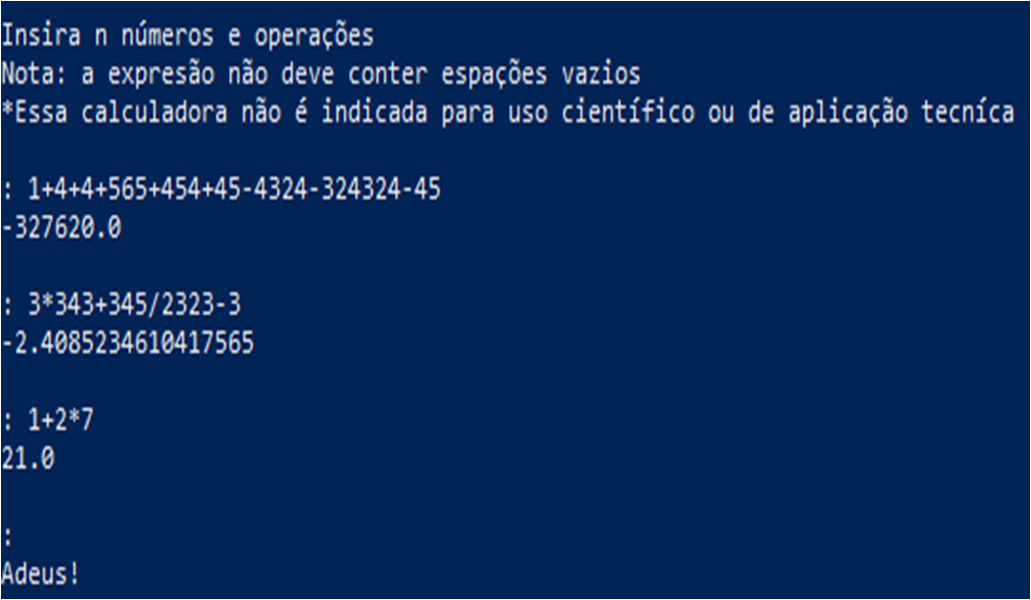 Insira n números e operações
Nota: a expresão não deve conter espações vazios
*Essa calculadora não é indicada para uso científico ou de aplicação tecníca
: 1+4+4+565+454+45-4324-324324-45
-327620.0
: 3*343+345/2323-3
-2.4085234610417565
: 1+2*7
21.0
:
Adeus!